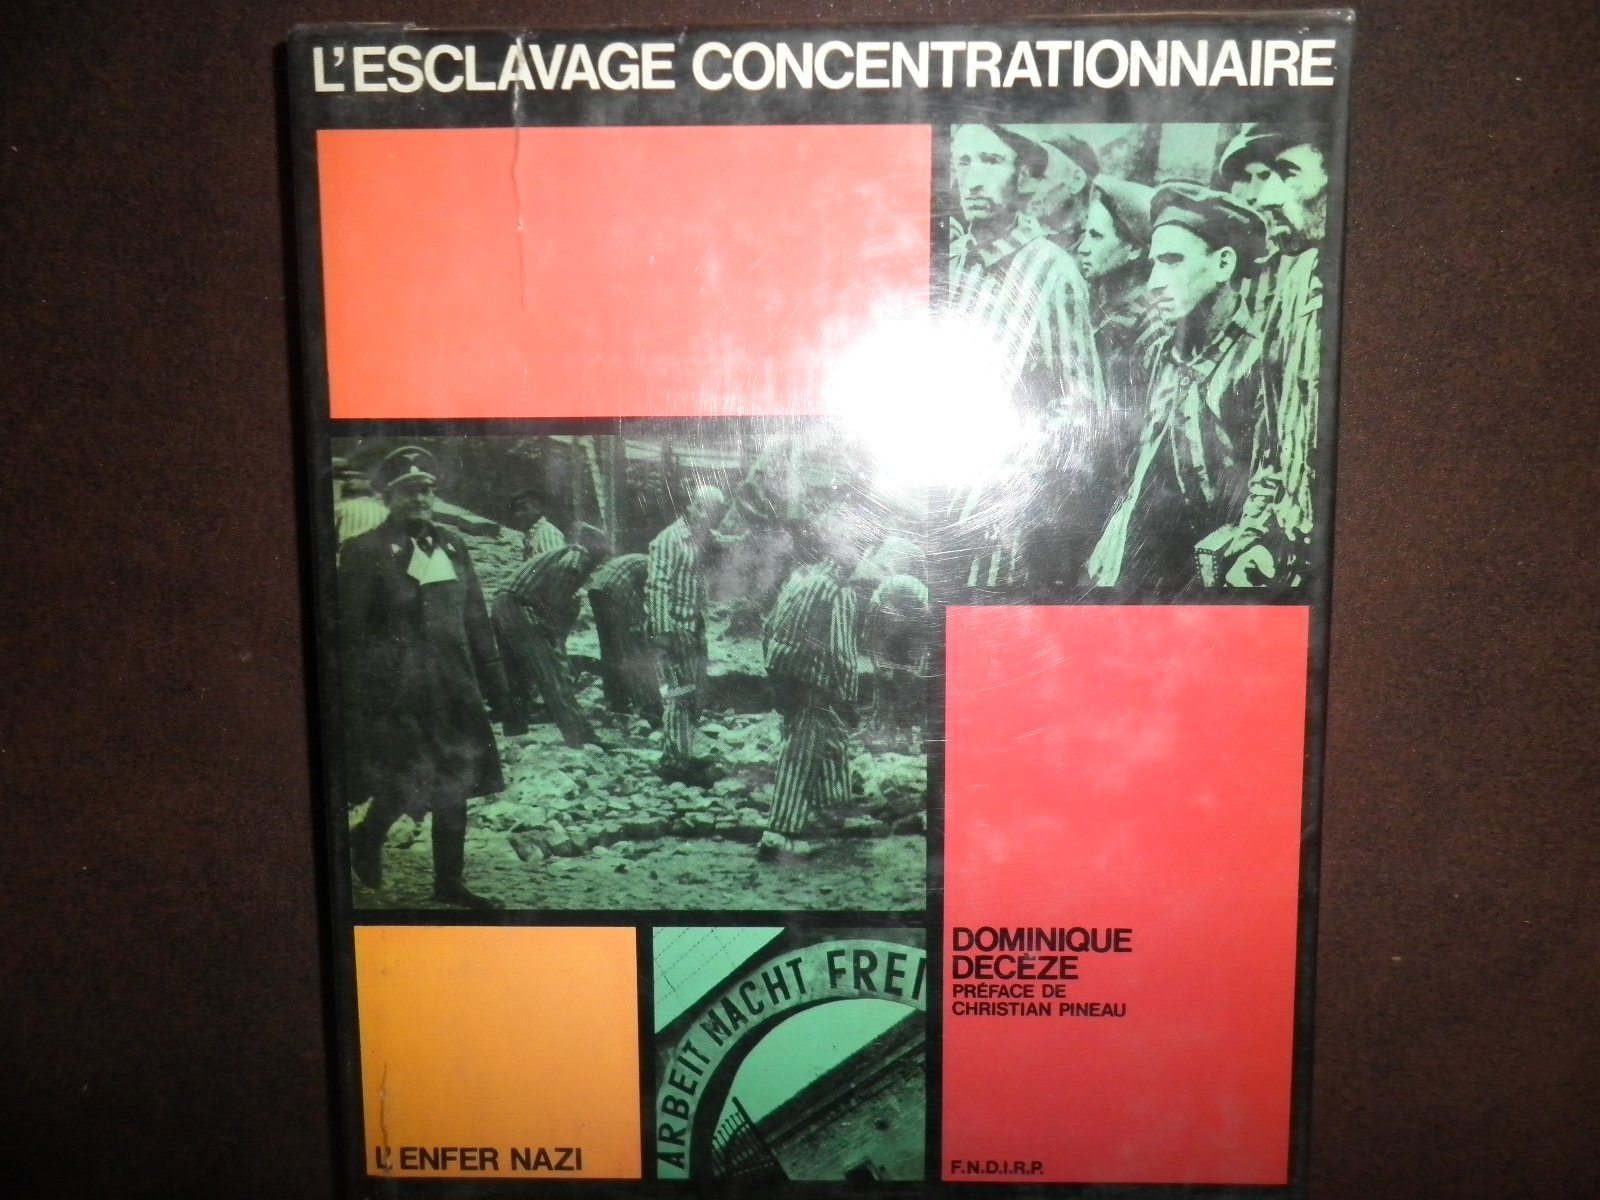 L'ESCLAVAGE CONCENTRATIONNAIRE
ARBEIT MACHT FREI
DOMINIQUE
DECÈZE
PRÉFACE DE
CHRISTIAN PINEAU
L'ENFER NAZI
F.N.D.I.R.P.